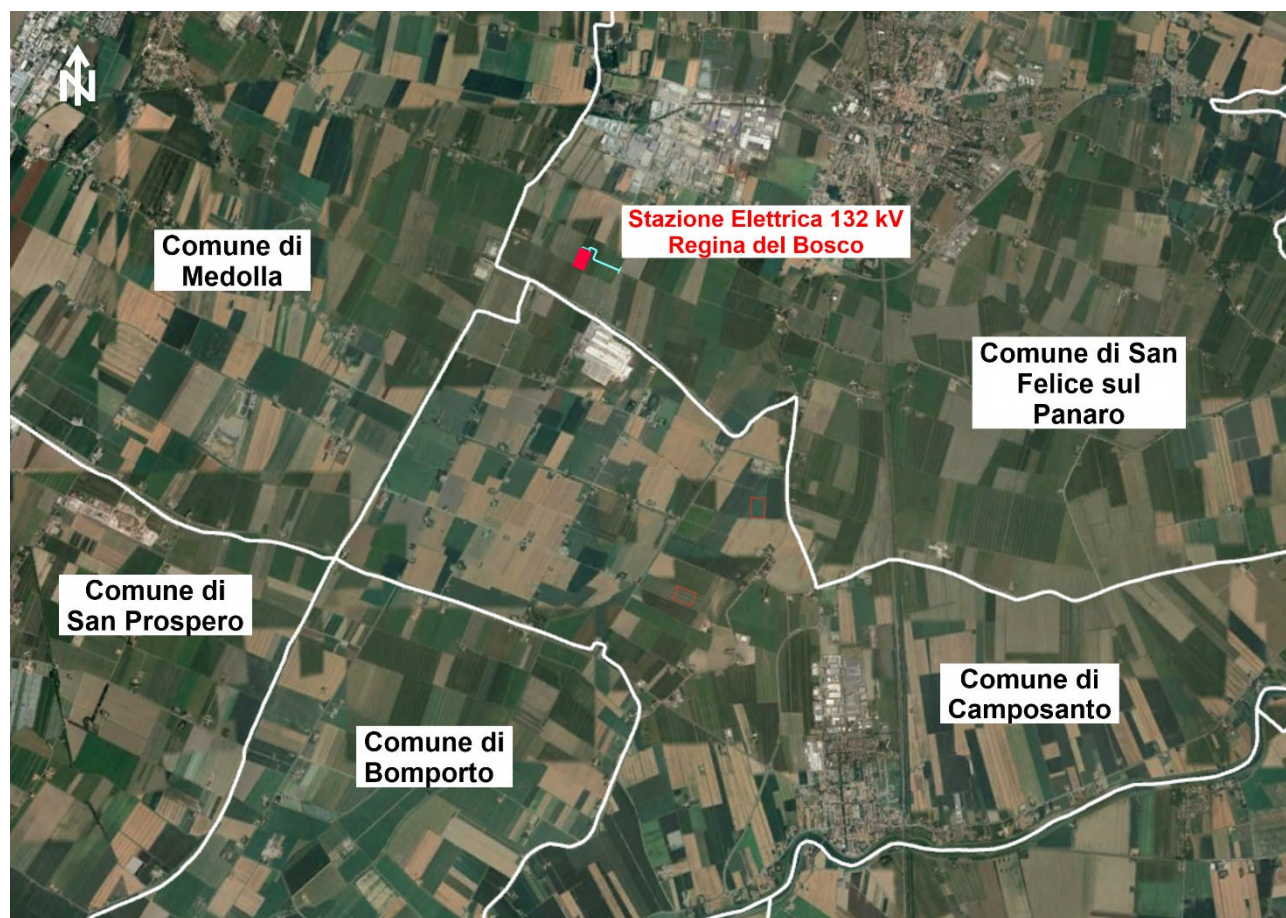 N
Stazione Elettrica 132 kV
Regina del Bosco
Comune di
Medolla
Comune di San
Felice sul
Panaro
Comune di
San Prospero
Comune di
Camposanto
Comune di
Bomporto